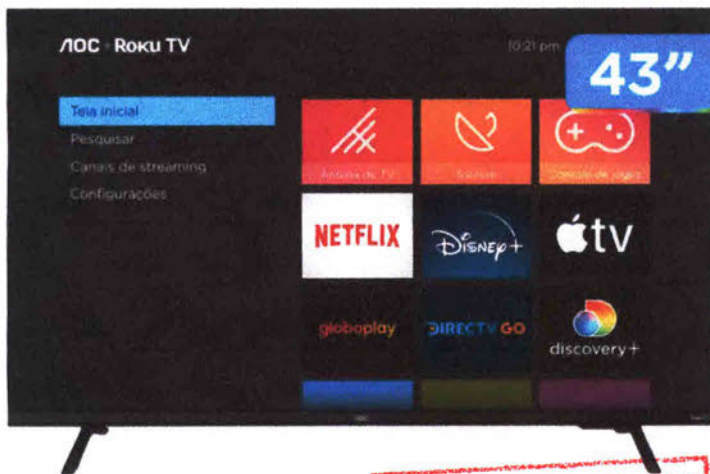 AOC Roku TV
10:21 pm
43"
Tela inicial
Pesquisar
Canais de streaming
Configurações
Antena de TV
Console de jogos
NETFLIX
Disney+
tv
globoplay
DIRECTV GO
discovery+
AOC